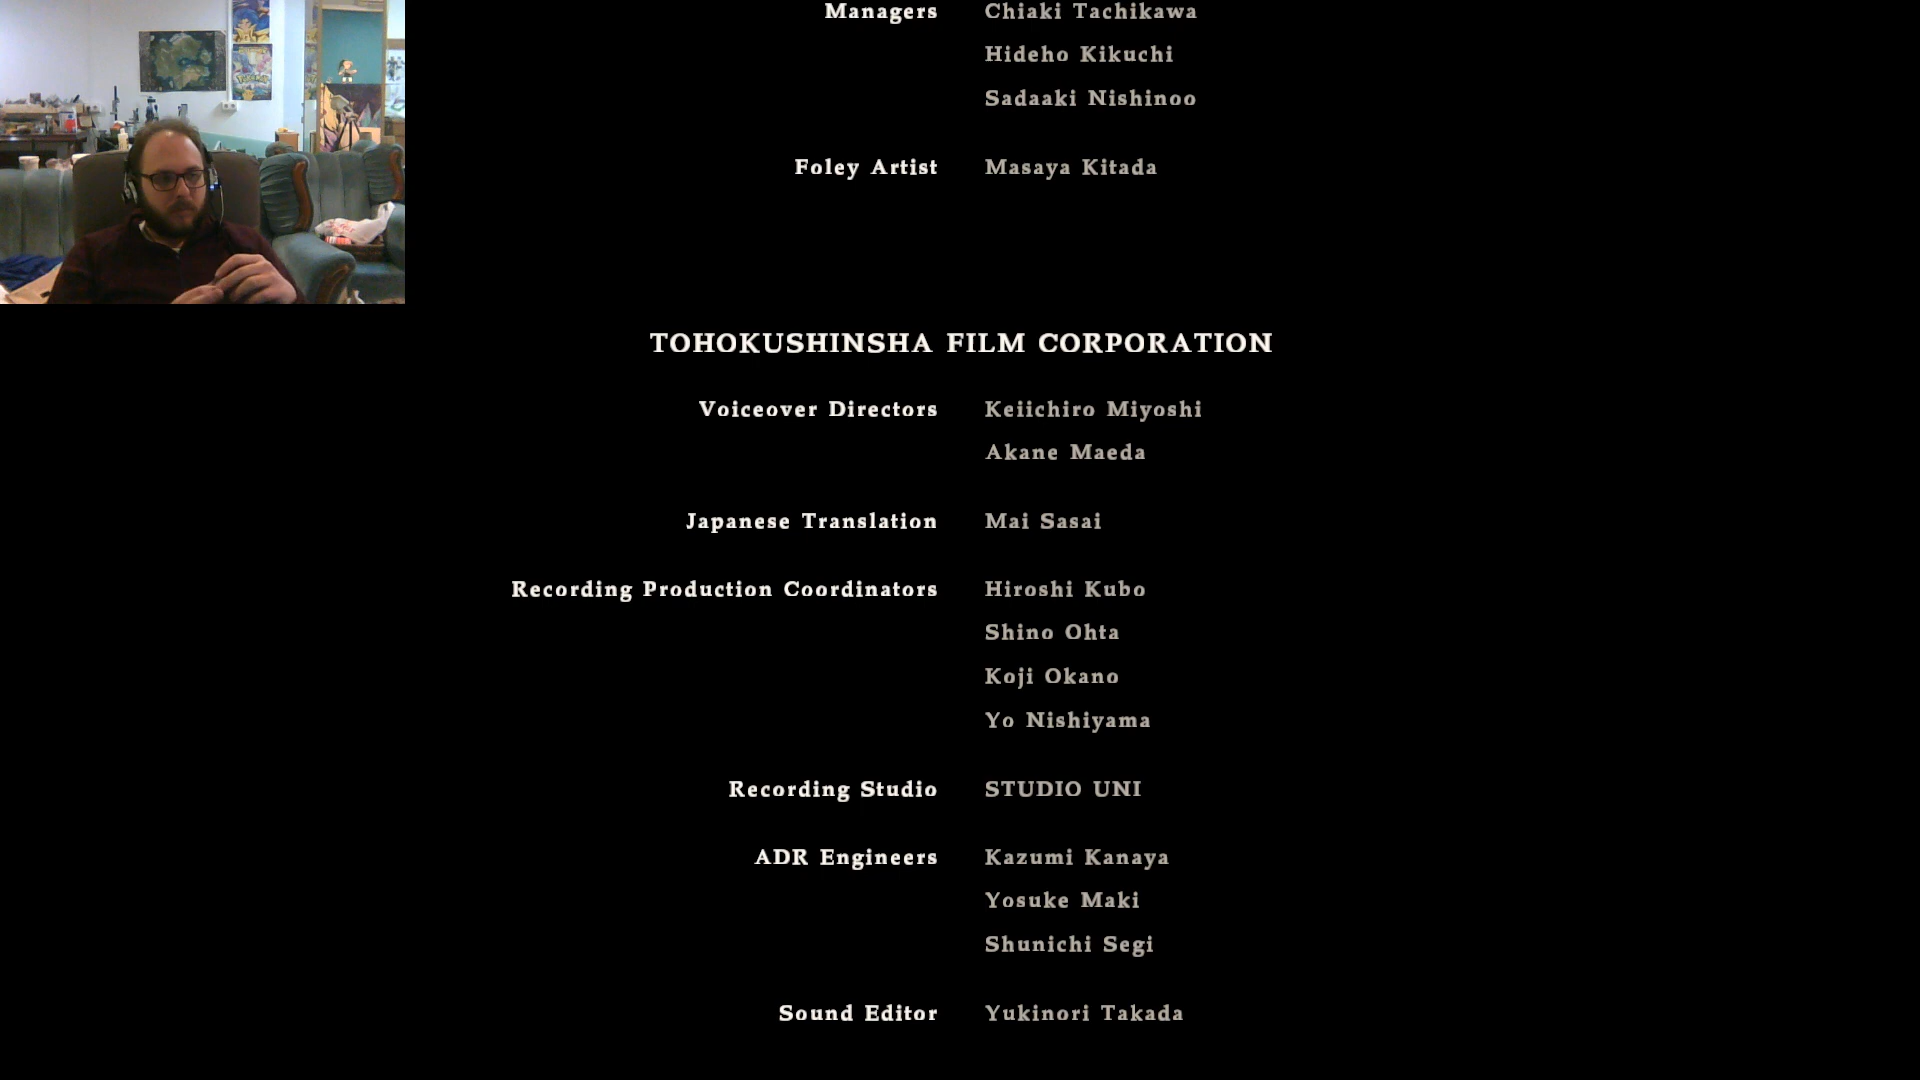 Managers Chiaki Tachikawa
Hideho Kikuchi
Sadaaki Nishinoo
Foley Artist Masaya Kitada
TOHOKUSHINSHA FILM CORPORATION
Voiceover Directors Keiichiro Miyoshi
Akane Maeda
Japanese Translation Mai Sasai
Recording Production Coordinators Hiroshi Kubo
Shino Ohta
Koji Okano
Yo Nishiyama
Recording Studio STUDIO UNI
ADR Engineers Kazumi Kanaya
Yosuke Maki
Shunichi Segi
Sound Editor Yukinori Takada